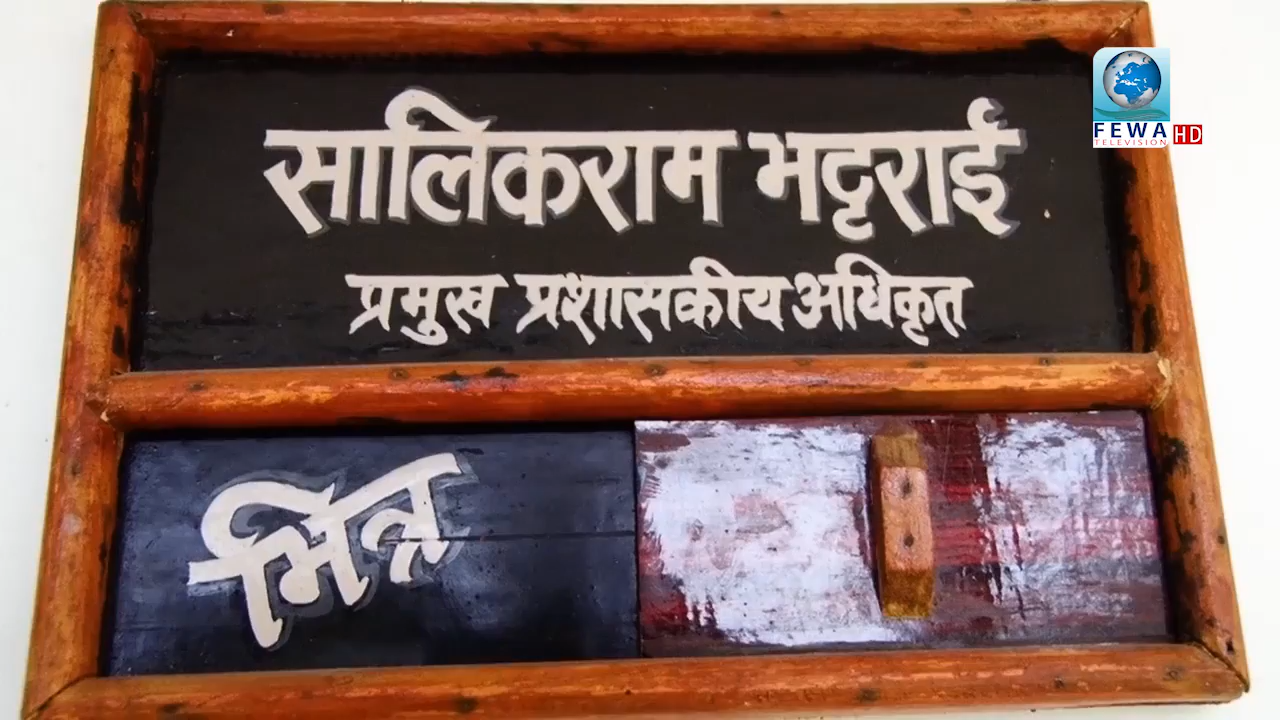 सालिकराम भट्टराई
प्रमुख प्रशासकीय अधिकृत
भित्र
FEWA
TELEVISION HD